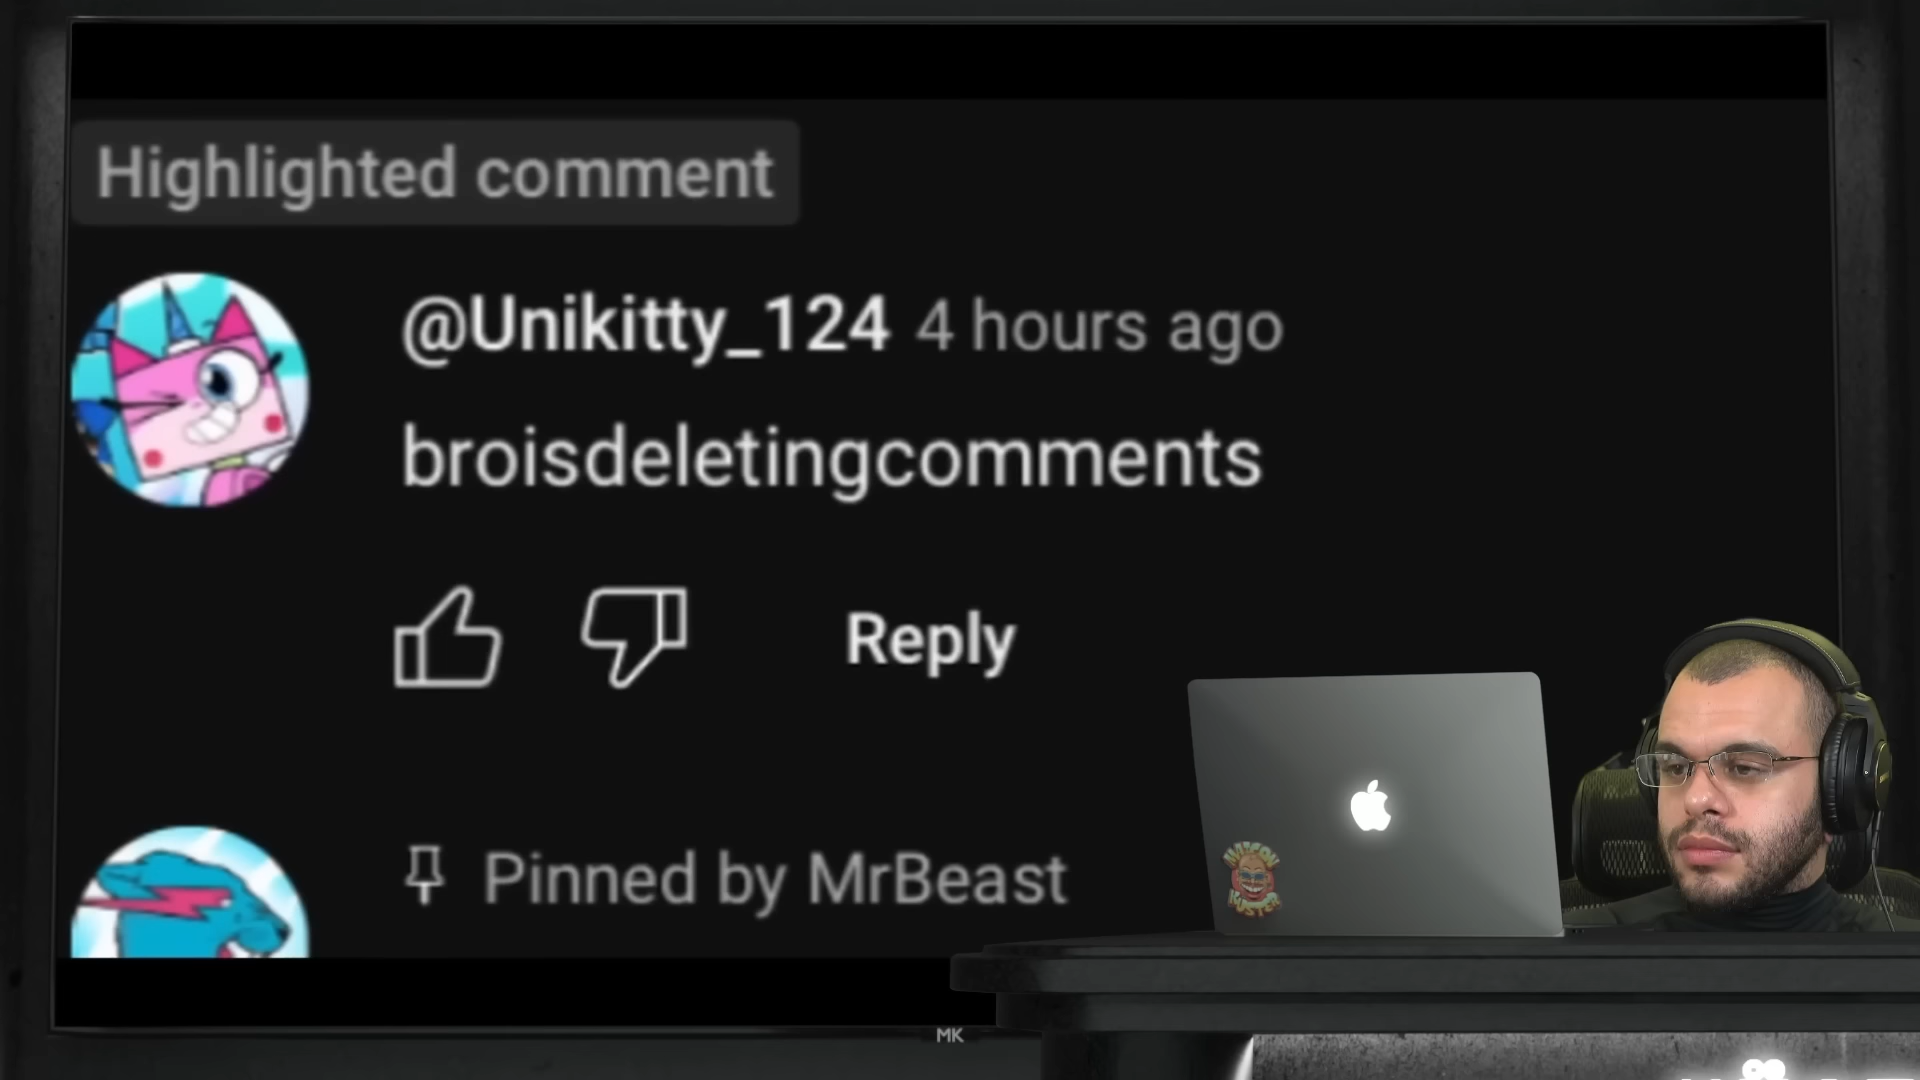 Highlighted comment
@Unikitty_124 4 hours ago
broisdeletingcomments
Reply
Pinned by MrBeast
MK